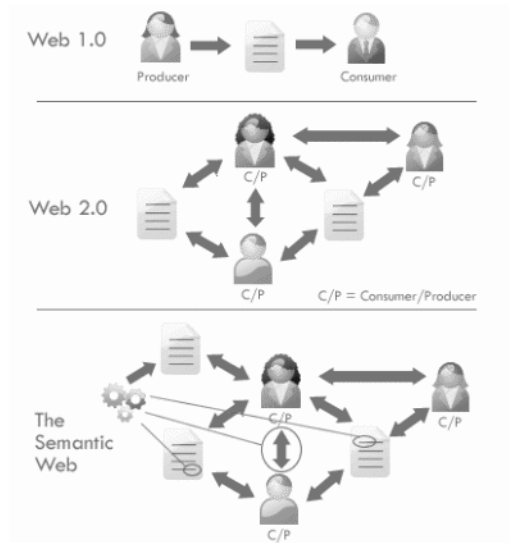 Web 1.0
Producer
Consumer
C/P
C/P
Web 2.0
C/P
C/P = Consumer/Producer
C/P
C/P
The
Semantic
Web
C/P